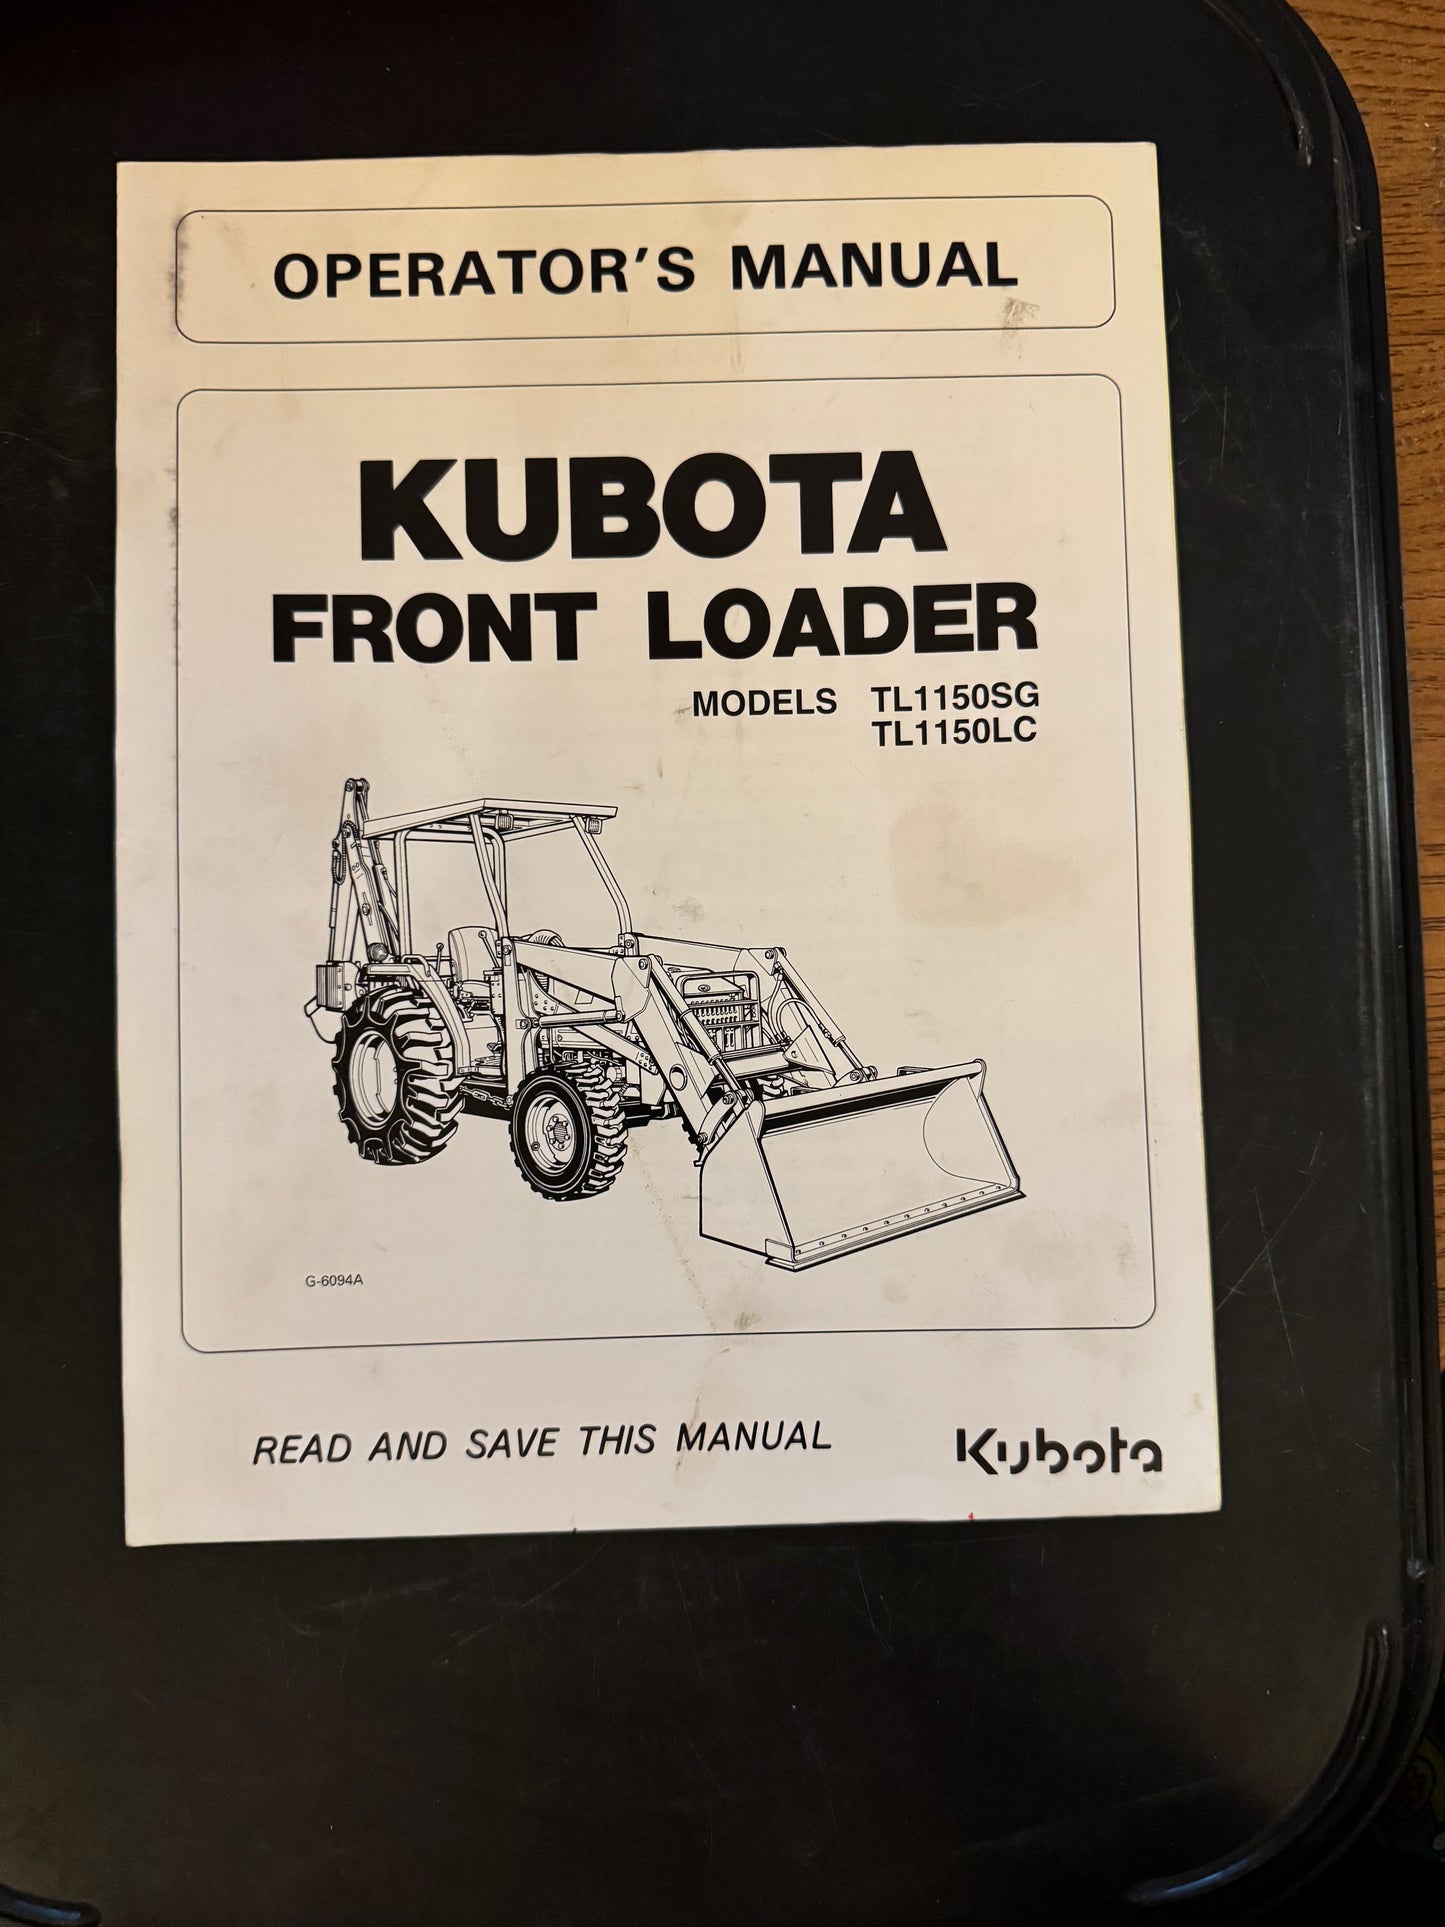 OPERATOR'S MANUAL
KUBOTA
FRONT LOADER
MODELS TL1150SG
TL1150LC
G-6094A
READ AND SAVE THIS MANUAL
Kubota